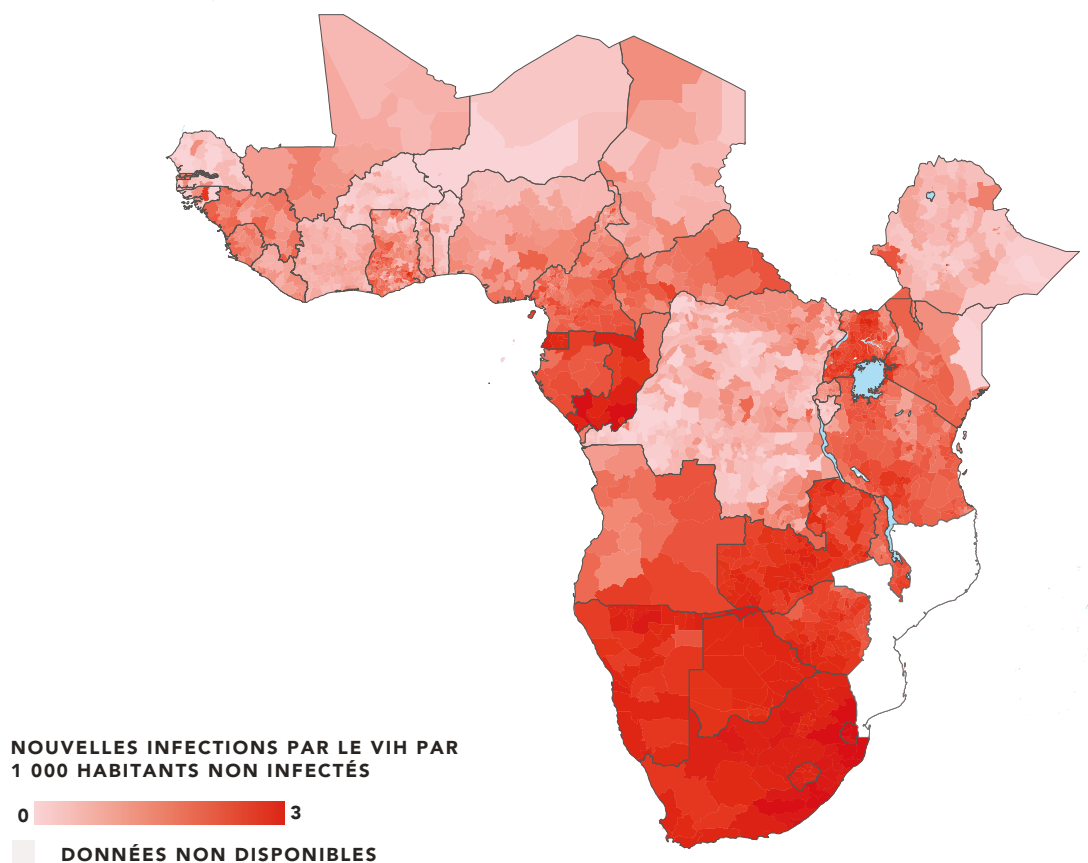 NOUVELLES INFECTIONS PAR LE VIH PAR
1 000 HABITANTS NON INFECTÉS
0 3
DONNÉES NON DISPONIBLES